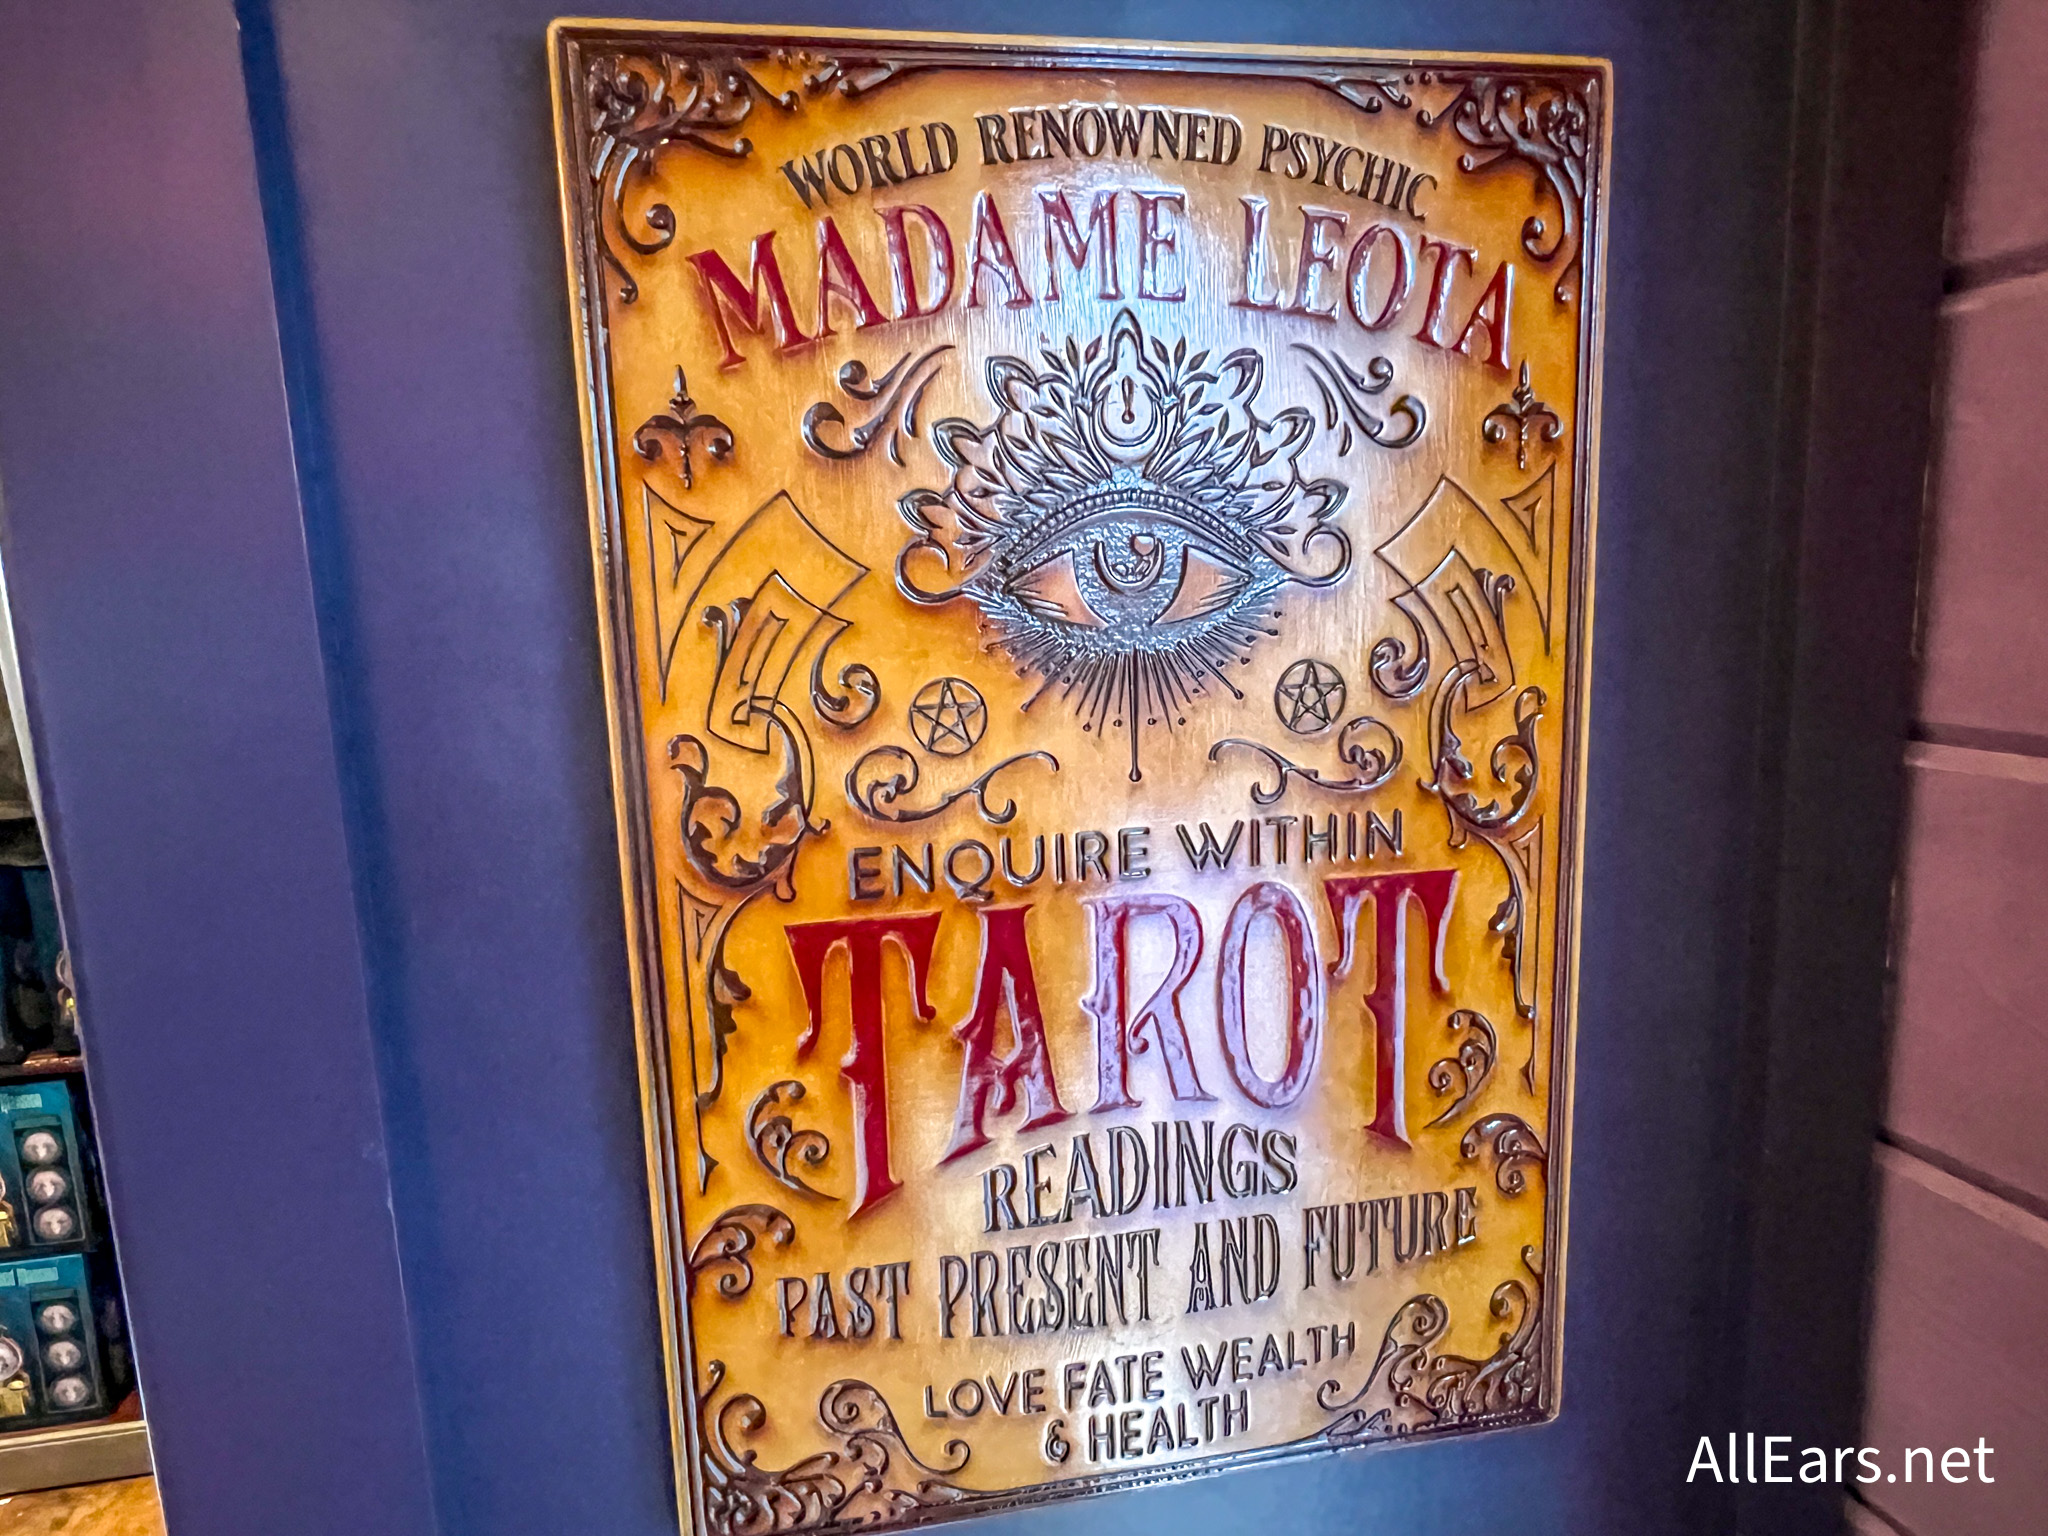 WORLD RENOWNED PSYCHIC
MADAME LEOTA
ENQUIRE WITHIN
TAROT
READINGS
PAST PRESENT AND FUTURE
LOVE FATE WEALTH
& HEALTH
AllEars.net